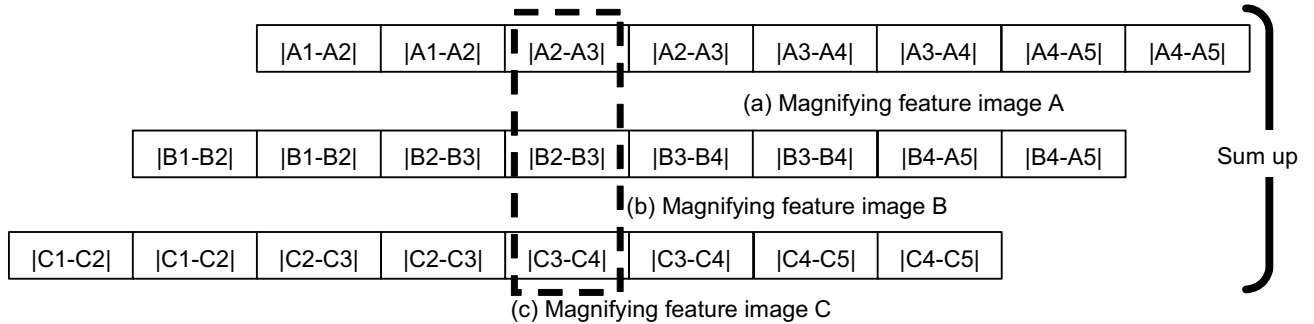 |A1-A2| |A1-A2| |A2-A3| |A2-A3| |A3-A4| |A3-A4| |A4-A5| |A4-A5|
(a) Magnifying feature image A
|B1-B2| |B1-B2| |B2-B3| |B2-B3| |B3-B4| |B3-B4| |B4-A5| |B4-A5|
Sum up
(b) Magnifying feature image B
|C1-C2| |C1-C2| |C2-C3| |C2-C3| |C3-C4| |C3-C4| |C4-C5| |C4-C5|
(c) Magnifying feature image C